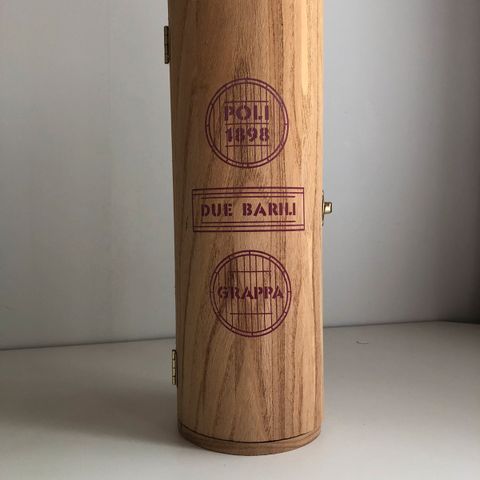 POLI
1898
DUE BARILI
GRAPPA